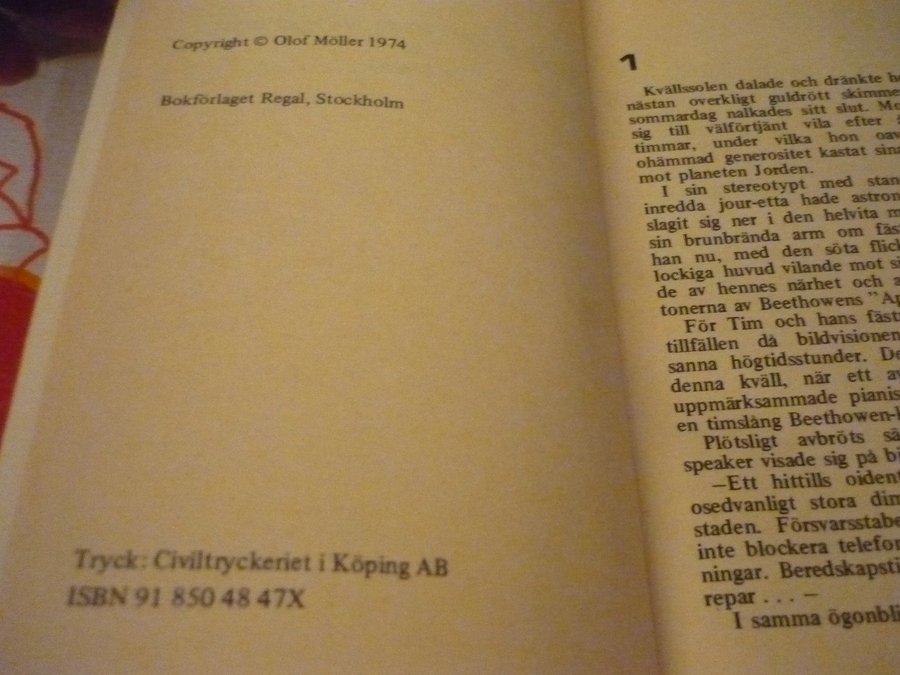 Copyright © Olof Möller 1974
Bokförlaget Regal, Stockholm
Tryck: Civiltryckeriet i Köping AB
ISBN 91 850 48 47X
1
Kvällssolen dalade och dränkte
nästan overkligt guldrött
sommardag nalkades sitt slut.
sig till välförtjänt vila efter
timmar, under vilka hon
ohämmad generositet kastat
mot planeten Jorden.
I sin stereotypt med
inredda jour-etta hade
slagit sig ner i den helvita
sin brunbrända arm om
han nu, med den söta
lockiga huvud vilande mot
de av hennes närhet och
tonerna av Beethowens "
För Tim och hans
tillfällen då
sanna högtidsstunder.
denna kväll, när ett
uppmärksammade
en timslång
Plötsligt avbröts
speaker visade sig på
—Ett hittills
osedvanligt stora
staden.
inte blockera
ningar.
repar . . . —
I samma